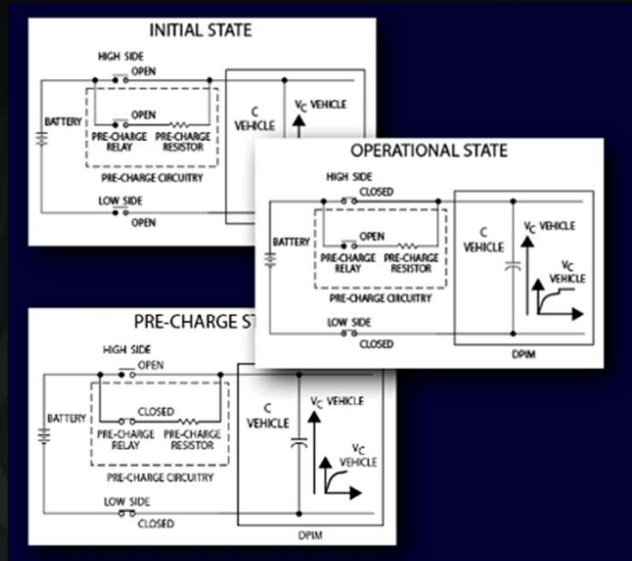 INITIAL STATE
HIGH SIDE
OPEN
OPEN
BATTERY
PRE-CHARGE RELAY
PRE-CHARGE RESISTOR
PRE-CHARGE CIRCUITRY
LOW SIDE
OPEN
C
VEHICLE
VC VEHICLE
OPERATIONAL STATE
HIGH SIDE
CLOSED
OPEN
BATTERY
PRE-CHARGE RELAY
PRE-CHARGE RESISTOR
PRE-CHARGE CIRCUITRY
LOW SIDE
CLOSED
C
VEHICLE
VC VEHICLE
VC
VEHICLE
DPIM
PRE-CHARGE ST
HIGH SIDE
OPEN
CLOSED
BATTERY
PRE-CHARGE RELAY
PRE-CHARGE RESISTOR
PRE-CHARGE CIRCUITRY
LOW SIDE
CLOSED
C
VEHICLE
VC VEHICLE
VC
VEHICLE
DPIM